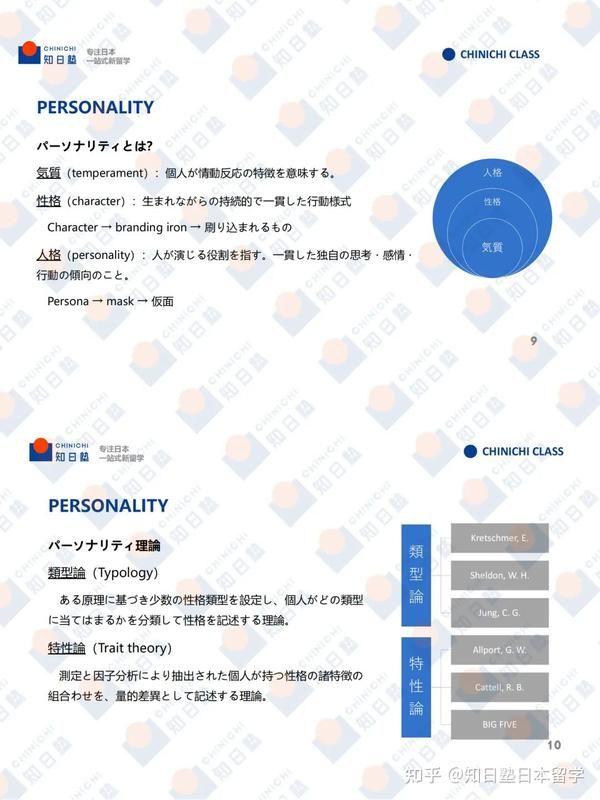 CHINICHI
知日塾
专注日本
一站式新留学
CHINICHI CLASS
PERSONALITY
パーソナリティとは?
気質（temperament）：個人が情動反応の特徴を意味する。
性格（character）：生まれながらの持続的で一貫した行動様式
Character → branding iron → 刷り込まれるもの
人格（personality）：人が演じる役割を指す。一貫した独自の思考・感情・
行動の傾向のこと。
Persona → mask → 仮面
人格
性格
気質
9
CHINICHI
知日塾
专注日本
一站式新留学
CHINICHI CLASS
PERSONALITY
パーソナリティ理論
類型論（Typology）
ある原理に基づき少数の性格類型を設定し、個人がどの類型
に当てはまるかを分類して性格を記述する理論。
特性論（Trait theory）
測定と因子分析により抽出された個人が持つ性格の諸特徴の
組合わせを、量的差異として記述する理論。
類型論
Kretschmer, E.
Sheldon, W. H.
Jung, C. G.
特性論
Allport, G. W.
Cattell, R. B.
BIG FIVE
10
知乎 @知日塾日本留学